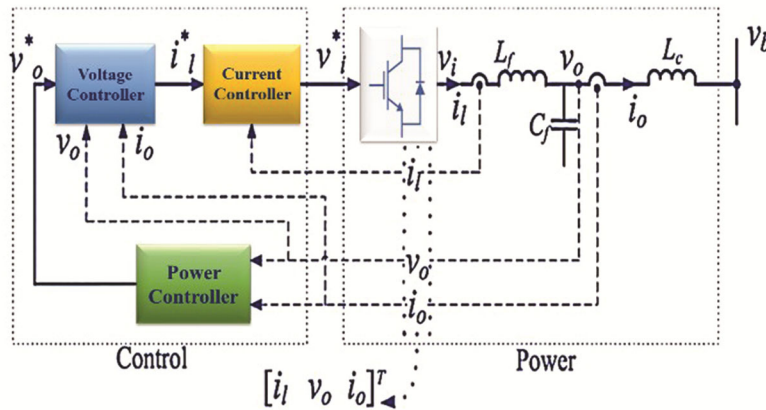 v*o
Voltage
Controller
i*l
Current
Controller
v*i
vi
il
Lf
vo
io
Lc
vb
Cf
vo
io
il
Power
Controller
vo
io
Control
Power
[il vo io]T